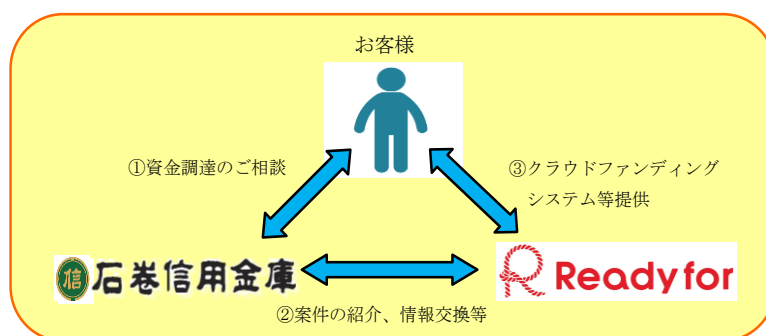 お客様
①資金調達のご相談
③クラウドファンディング
システム等提供
信 石巻信用金庫
Readyfor
②案件の紹介、情報交換等